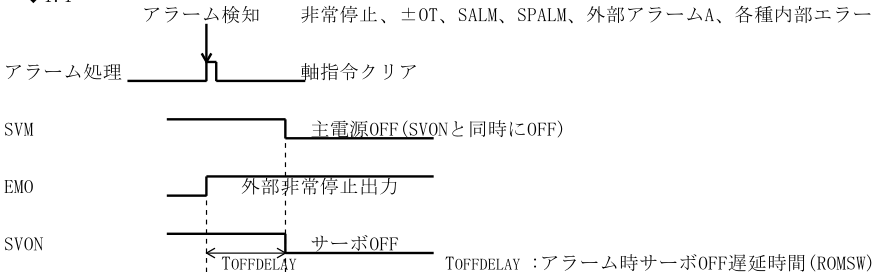 アラーム検知　非常停止、±OT、SALM、SPALM、外部アラームA、各種内部エラー
アラーム処理　軸指令クリア
SVM　主電源OFF(SVONと同時にOFF)
EMO　外部非常停止出力
SVON　サーボOFF
TOFFDELAY　TOFFDELAY :アラーム時サーボOFF遅延時間(ROMSW)